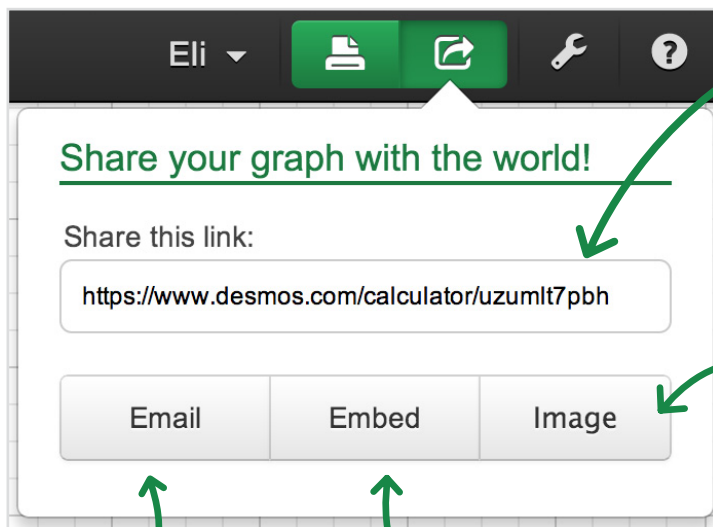 Eli
Share your graph with the world!
Share this link:
https://www.desmos.com/calculator/uzumlt7pbh
Email Embed Image